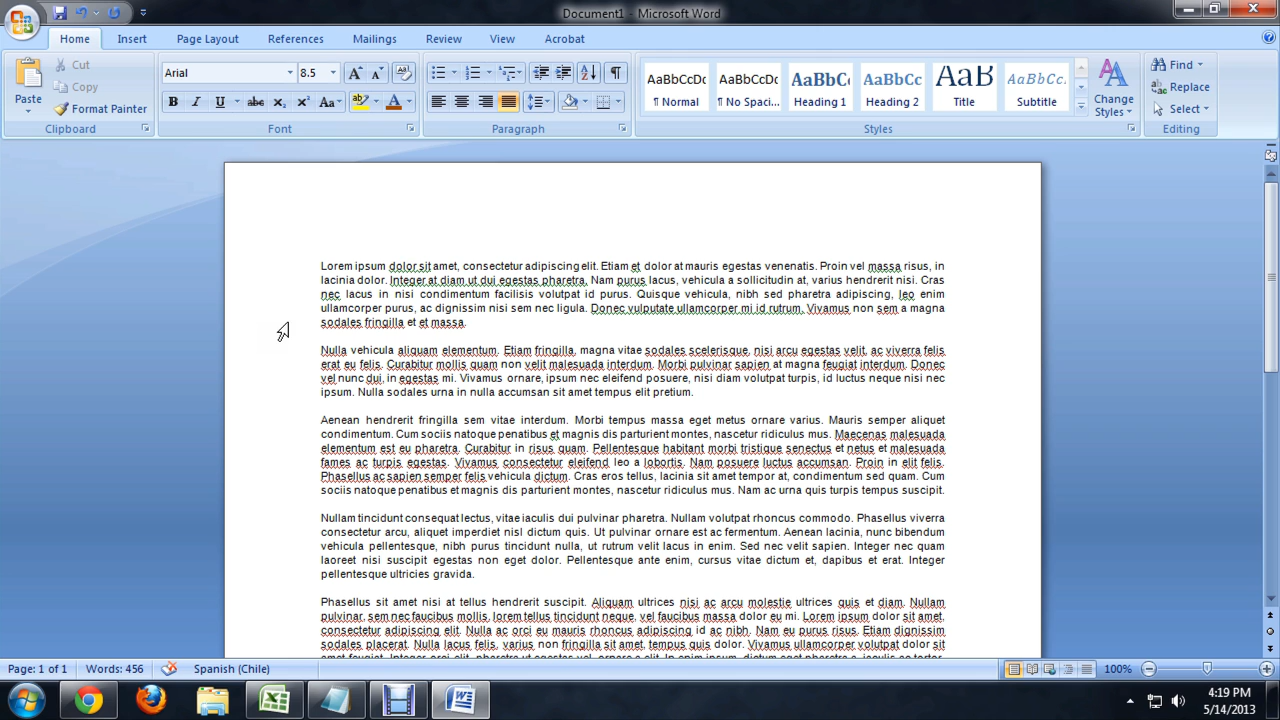 Document1 - Microsoft Word
Home Insert Page Layout References Mailings Review View Acrobat
Paste
Cut
Copy
Format Painter
Clipboard
Arial 8.5
Font
Paragraph
AaBbCcDc AaBbCcDc AaBbC AaBbCc AaB AaBbCcI
¶ Normal ¶ No Spaci... Heading 1 Heading 2 Title Subtitle
Change Styles
Styles
Find
Replace
Select
Editing
Lorem ipsum dolor sit amet, consectetur adipiscing elit. Etiam et dolor at mauris egestas venenatis. Proin vel massa risus, in
lacinia dolor. Integer at diam ut dui egestas pharetra. Nam purus lacus, vehicula a sollicitudin at, varius hendrerit nisi. Cras
nec lacus in nisi condimentum facilisis volutpat id purus. Quisque vehicula, nibh sed pharetra adipiscing, leo enim
ullamcorper purus, ac dignissim nisi sem nec ligula. Donec vulputate ullamcorper mi id rutrum. Vivamus non sem a magna
sodales fringilla et et massa.
Nulla vehicula aliquam elementum. Etiam fringilla, magna vitae sodales scelerisque, nisi arcu egestas velit, ac viverra felis
erat eu felis. Curabitur mollis quam non velit malesuada interdum. Morbi pulvinar sapien at magna feugiat interdum. Donec
vel nunc dui, in egestas mi. Vivamus ornare, ipsum nec eleifend posuere, nisi diam volutpat turpis, id luctus neque nisi nec
ipsum. Nulla sodales urna in nulla accumsan sit amet tempus elit pretium.
Aenean hendrerit fringilla sem vitae interdum. Morbi tempus massa eget metus ornare varius. Mauris semper aliquet
condimentum. Cum sociis natoque penatibus et magnis dis parturient montes, nascetur ridiculus mus. Maecenas malesuada
elementum est eu pharetra. Curabitur in risus quam. Pellentesque habitant morbi tristique senectus et netus et malesuada
fames ac turpis egestas. Vivamus consectetur eleifend leo a lobortis. Nam posuere luctus accumsan. Proin in elit felis.
Phasellus ac sapien semper felis vehicula dictum. Cras eros tellus, lacinia sit amet tempor at, condimentum sed quam. Cum
sociis natoque penatibus et magnis dis parturient montes, nascetur ridiculus mus. Nam ac urna quis turpis tempus suscipit.
Nullam tincidunt consequat lectus, vitae iaculis dui pulvinar pharetra. Nullam volutpat rhoncus commodo. Phasellus viverra
consectetur arcu, aliquet imperdiet nisl dictum quis. Ut pulvinar ornare est ac fermentum. Aenean lacinia, nunc bibendum
vehicula pellentesque, nibh purus tincidunt nulla, ut rutrum velit lacus in enim. Sed nec velit sapien. Integer nec quam
laoreet nisi suscipit egestas non eget dolor. Pellentesque ante enim, cursus vitae dictum et, dapibus et erat. Integer
pellentesque ultricies gravida.
Phasellus sit amet nisi at tellus hendrerit suscipit. Aliquam ultrices nisi ac arcu molestie ultrices quis et diam. Nullam
pulvinar, sem nec faucibus mollis, lorem tellus tincidunt neque, vel faucibus massa dolor eu mi. Lorem ipsum dolor sit amet,
consectetur adipiscing elit. Nulla ac orci eu mauris rhoncus adipiscing id ac nibh. Nam eu purus risus. Etiam dignissim
sodales placerat. Nulla lacus felis, varius non fringilla sit amet, tempus quis dolor. Vivamus ullamcorper volutpat dolor sit
Page: 1 of 1 Words: 456 Spanish (Chile) 100%
4:19 PM
5/14/2013